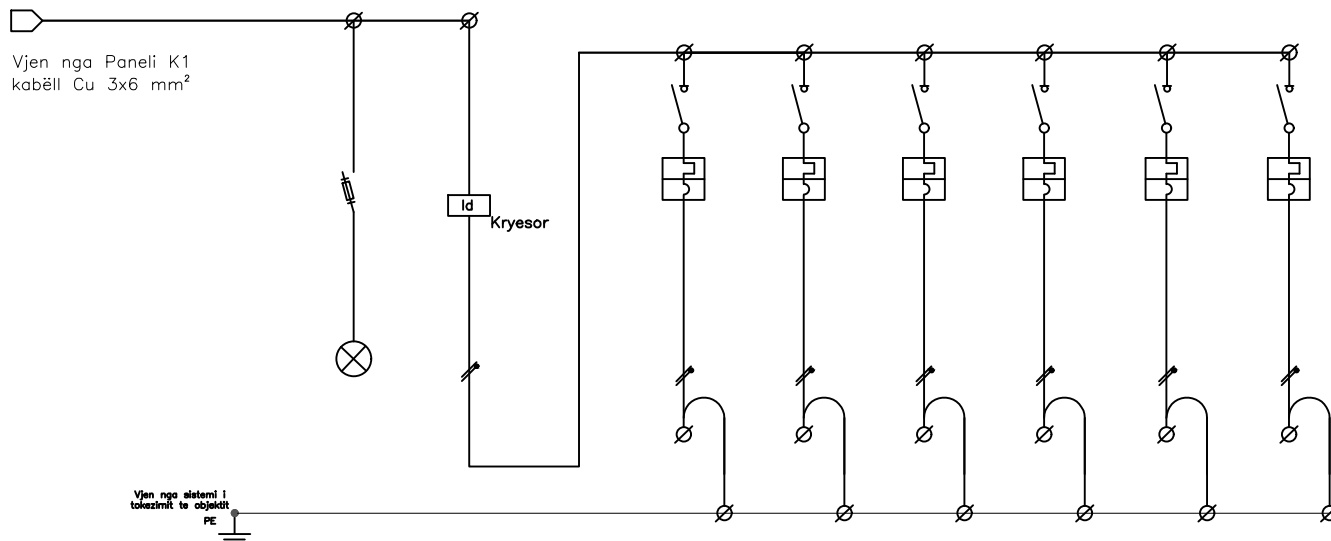 Vjen nga Paneli K1
kabëll Cu 3x6 mm²
Id
Kryesor
Vjen nga sistemi i
tokezimit te objektit
PE